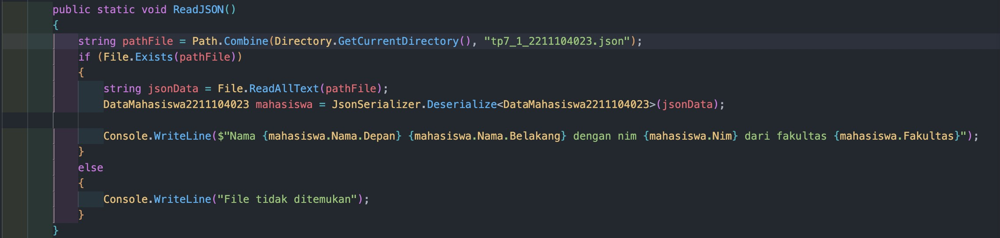 public static void ReadJSON()
{
string pathFile = Path.Combine(Directory.GetCurrentDirectory(), "tp7_1_2211104023.json");
if (File.Exists(pathFile))
{
string jsonData = File.ReadAllText(pathFile);
DataMahasiswa2211104023 mahasiswa = JsonSerializer.Deserialize<DataMahasiswa2211104023>(jsonData);
Console.WriteLine($"Nama {mahasiswa.Nama.Depan} {mahasiswa.Nama.Belakang} dengan nim {mahasiswa.Nim} dari fakultas {mahasiswa.Fakultas}");
}
else
{
Console.WriteLine("File tidak ditemukan");
}
}